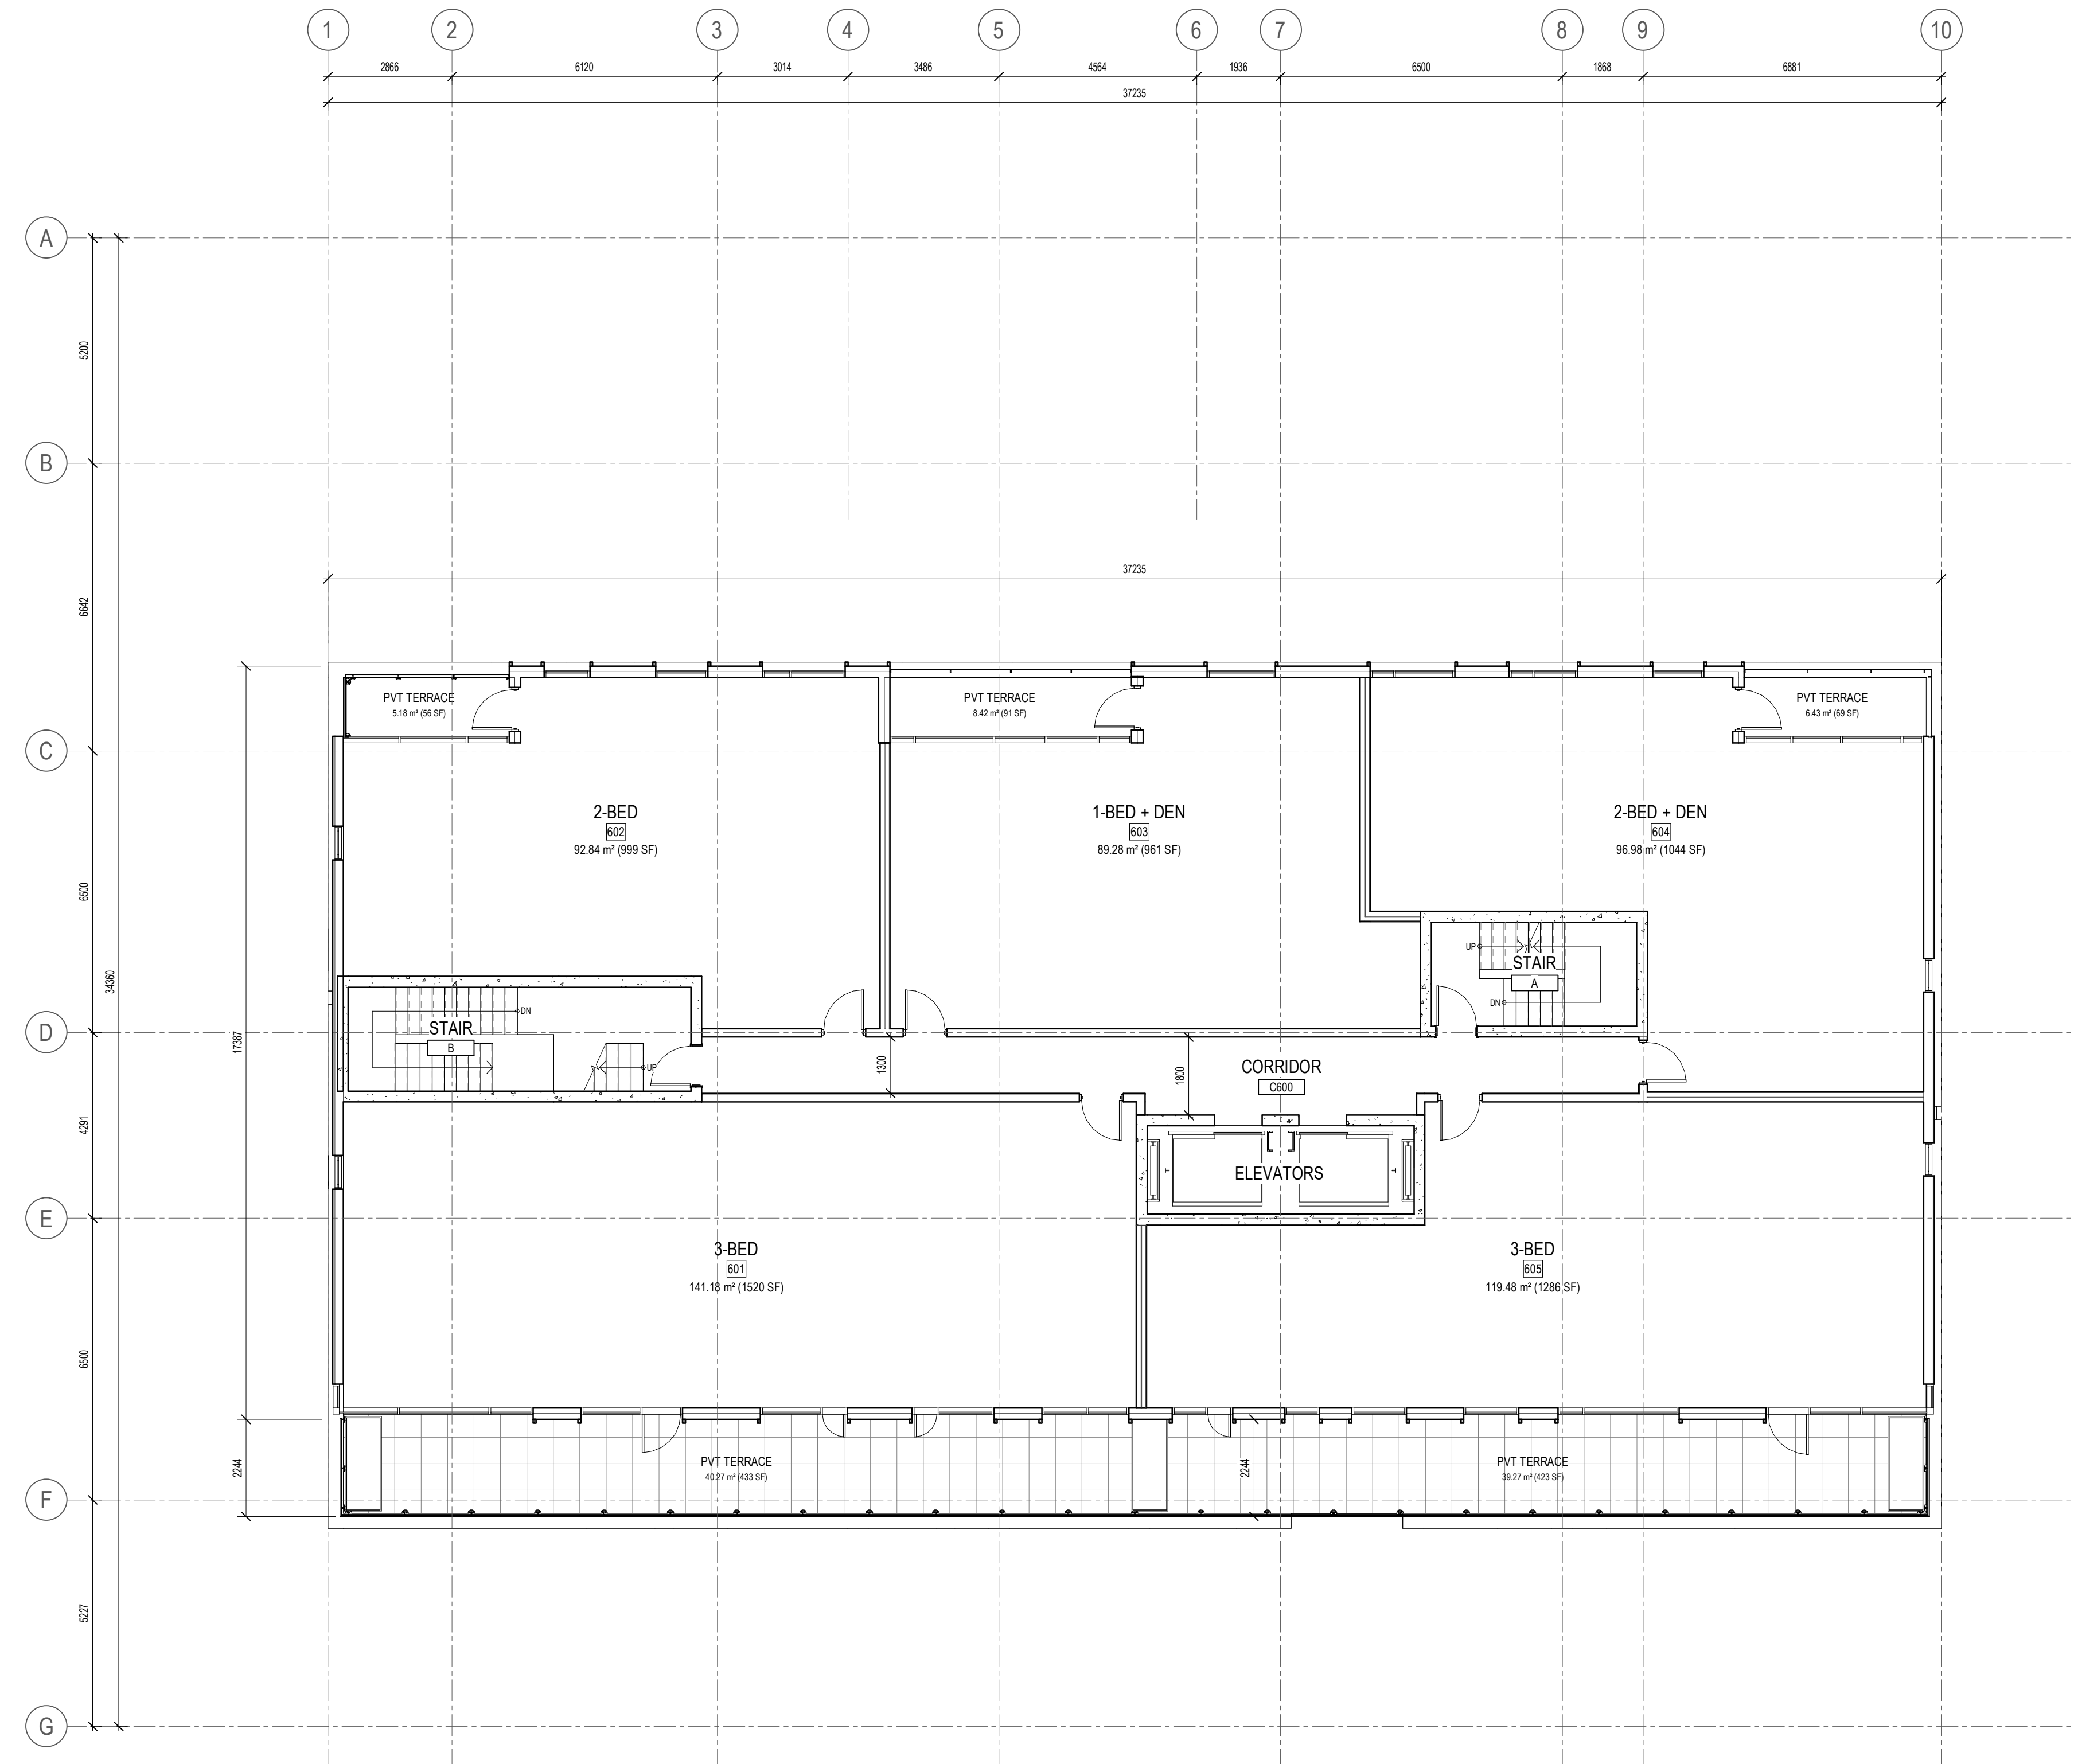 1 2 3 4 5 6 7 8 9 10
2866 6120 3014 3486 4564 1936 6500 1868 6881
37235
A
5200
B
6642
37235
C
6500
D
34360
17387
4291
E
6500
2244
F
5227
G
PVT TERRACE
5.18 m² (56 SF)
PVT TERRACE
8.42 m² (91 SF)
PVT TERRACE
6.43 m² (69 SF)
2-BED
602
92.84 m² (999 SF)
1-BED + DEN
603
89.28 m² (961 SF)
2-BED + DEN
604
96.98 m² (1044 SF)
UP
STAIR
A
DN
DN
STAIR
B
UP
1300
1800
CORRIDOR
C600
ELEVATORS
3-BED
601
141.18 m² (1520 SF)
3-BED
605
119.48 m² (1286 SF)
PVT TERRACE
40.27 m² (433 SF)
2244
PVT TERRACE
39.27 m² (423 SF)